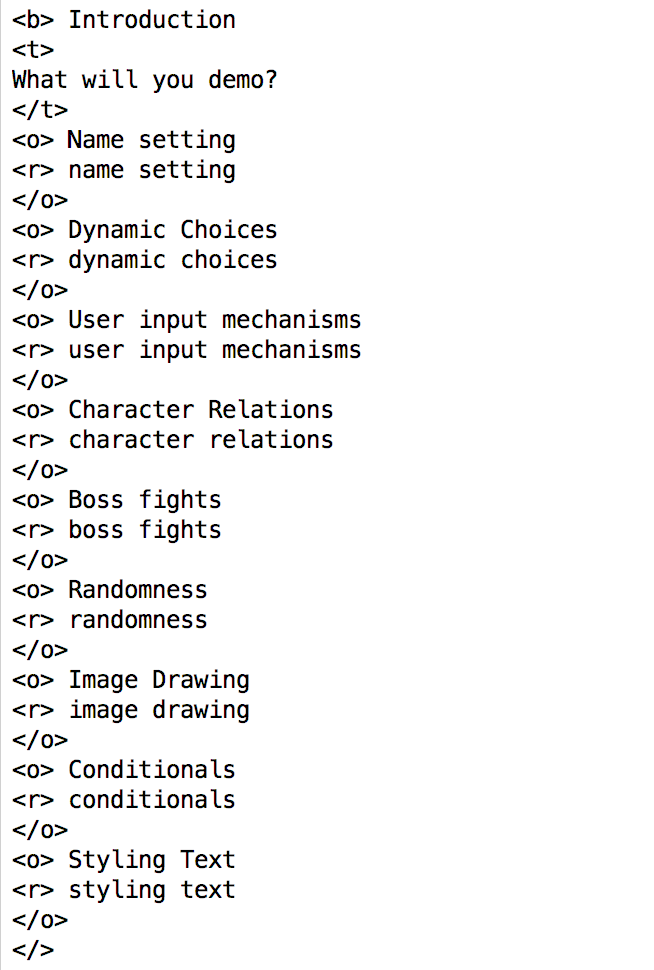 <b> Introduction
<t>
What will you demo?
</t>
<o> Name setting
<r> name setting
</o>
<o> Dynamic Choices
<r> dynamic choices
</o>
<o> User input mechanisms
<r> user input mechanisms
</o>
<o> Character Relations
<r> character relations
</o>
<o> Boss fights
<r> boss fights
</o>
<o> Randomness
<r> randomness
</o>
<o> Image Drawing
<r> image drawing
</o>
<o> Conditionals
<r> conditionals
</o>
<o> Styling Text
<r> styling text
</o>
</>